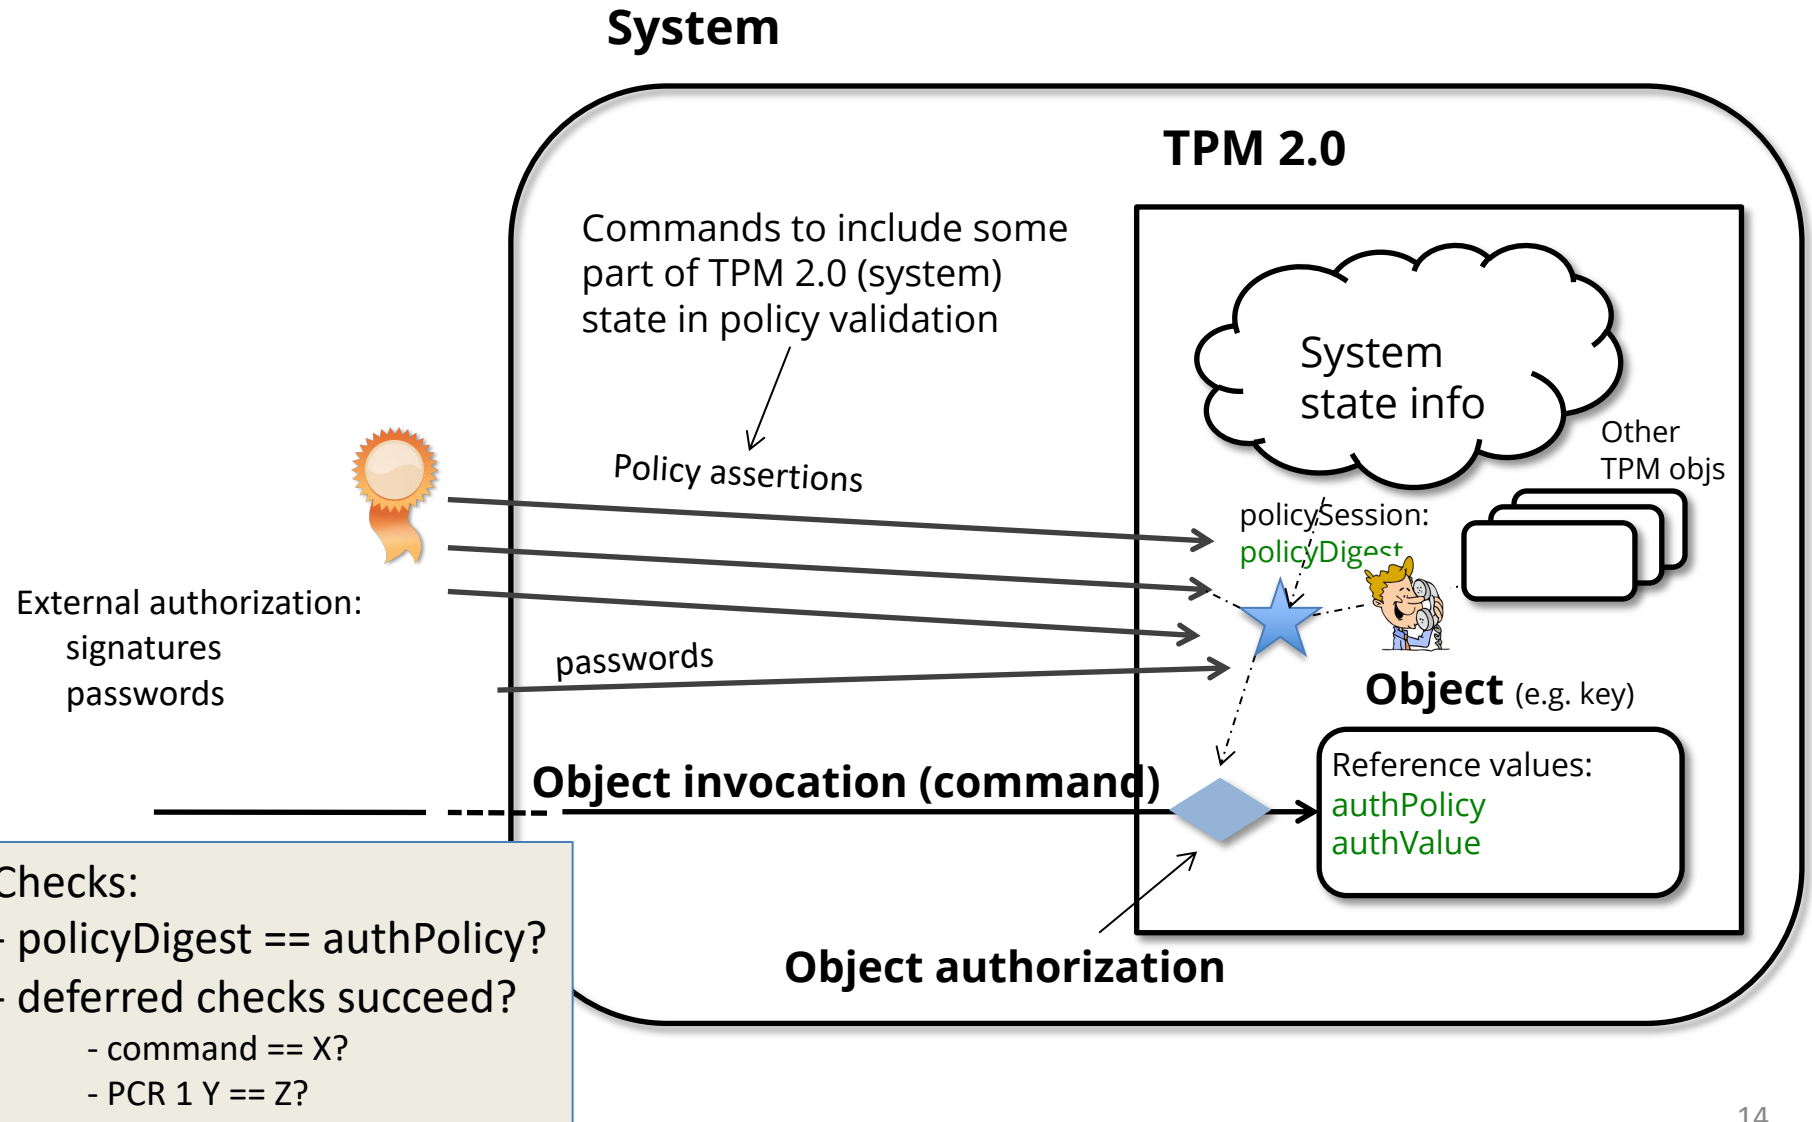 System
TPM 2.0
Commands to include some
part of TPM 2.0 (system)
state in policy validation
System
state info
Other
TPM objs
Policy assertions
policySession:
policyDigest
External authorization:
signatures
passwords
passwords
Object (e.g. key)
Object invocation (command)
Reference values:
authPolicy
authValue
Checks:
- policyDigest == authPolicy?
- deferred checks succeed?
- command == X?
- PCR 1 Y == Z?
Object authorization
14